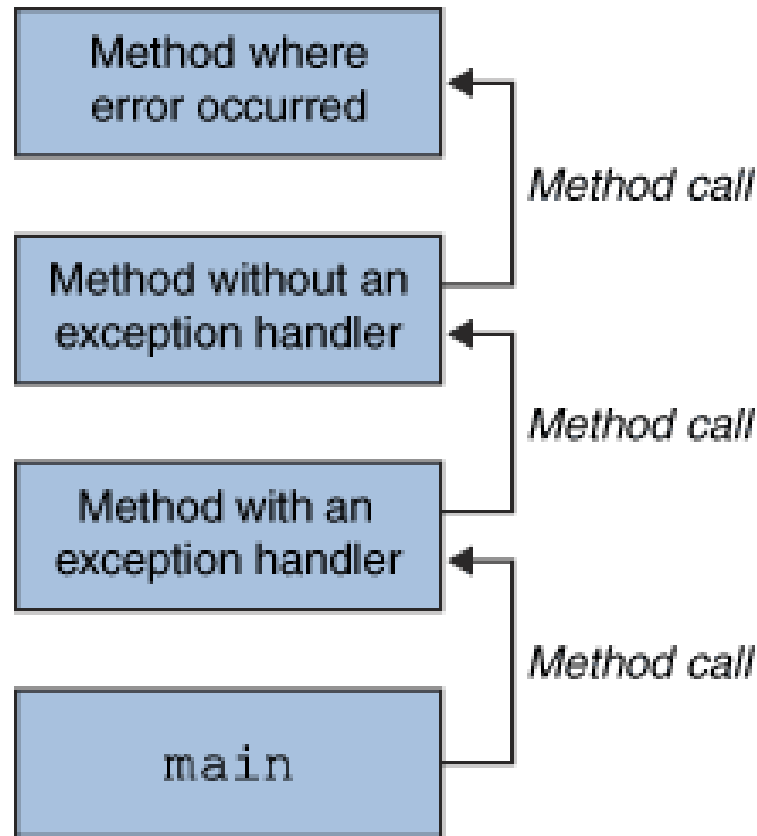 Method where
error occurred
Method call
Method without an
exception handler
Method call
Method with an
exception handler
Method call
main